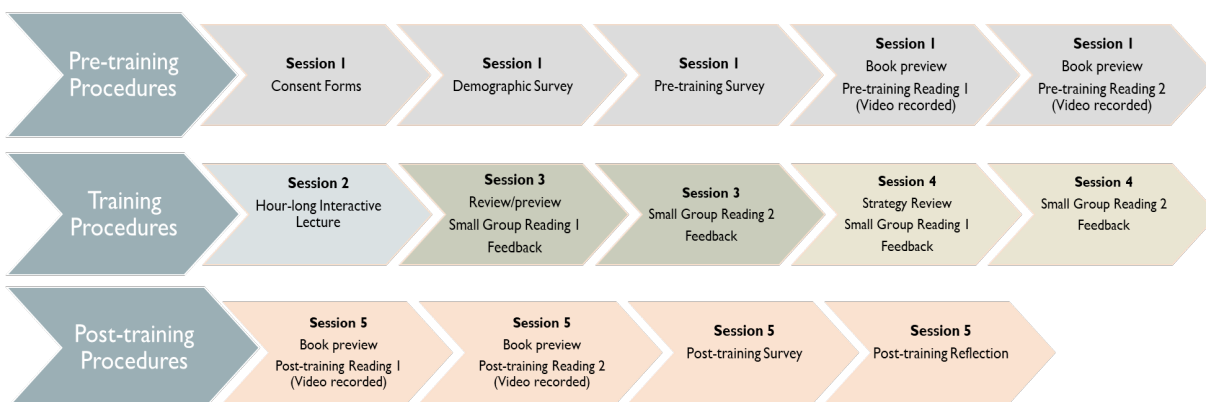 Pre-training
Procedures
Session 1
Consent Forms
Session 1
Demographic Survey
Session 1
Pre-training Survey
Session 1
Book preview
Pre-training Reading 1
(Video recorded)
Session 1
Book preview
Pre-training Reading 2
(Video recorded)
Training
Procedures
Session 2
Hour-long Interactive
Lecture
Session 3
Review/preview
Small Group Reading 1
Feedback
Session 3
Small Group Reading 2
Feedback
Session 4
Strategy Review
Small Group Reading 1
Feedback
Session 4
Small Group Reading 2
Feedback
Post-training
Procedures
Session 5
Book preview
Post-training Reading 1
(Video recorded)
Session 5
Book preview
Post-training Reading 2
(Video recorded)
Session 5
Post-training Survey
Session 5
Post-training Reflection